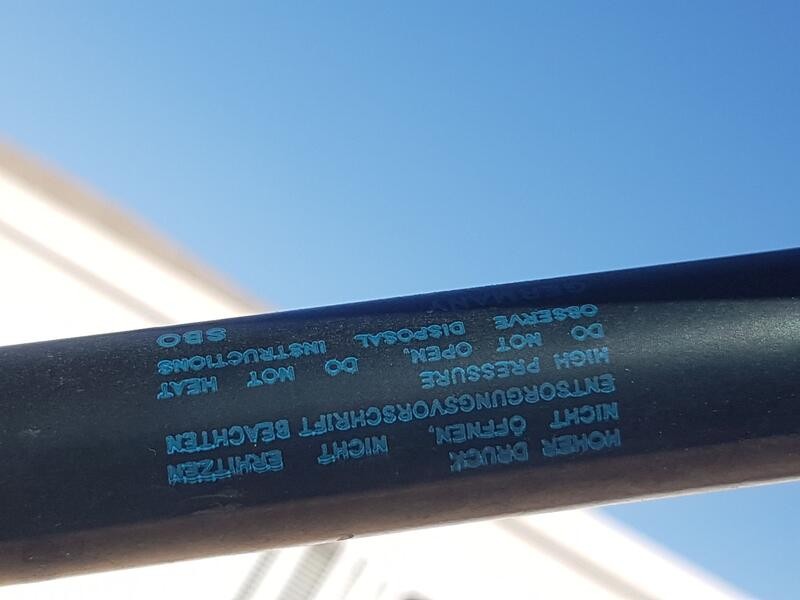 HOHER DRUCK
NICHT ÖFFNEN, NICHT ERHITZEN
ENTSORGUNGSVORSCHRIFT BEACHTEN
HIGH PRESSURE
DO NOT OPEN, DO NOT HEAT
OBSERVE DISPOSAL INSTRUCTIONS
GERMANY SBO